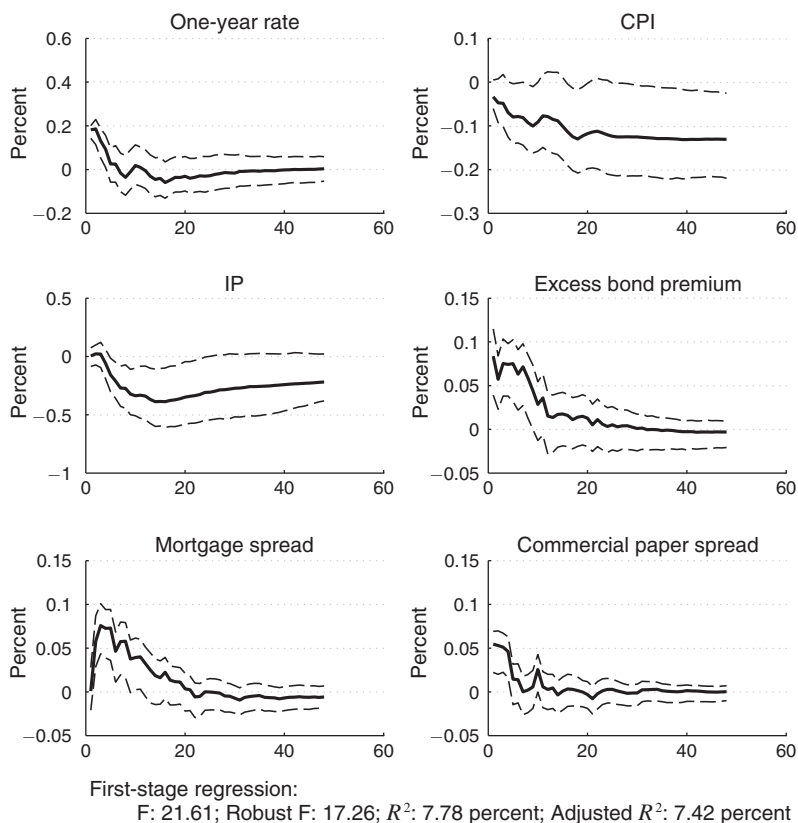 One-year rate
Percent
0.6
0.4
0.2
0
−0.2
0 20 40 60
CPI
Percent
0.1
0
−0.1
−0.2
−0.3
0 20 40 60
IP
Percent
0.5
0
−0.5
−1
0 20 40 60
Excess bond premium
Percent
0.15
0.1
0.05
0
−0.05
0 20 40 60
Mortgage spread
Percent
0.15
0.1
0.05
0
−0.05
0 20 40 60
Commercial paper spread
Percent
0.15
0.1
0.05
0
−0.05
0 20 40 60
First-stage regression:
F: 21.61; Robust F: 17.26; R²: 7.78 percent; Adjusted R²: 7.42 percent